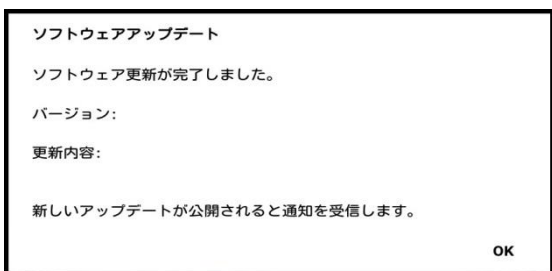 ソフトウェアアップデート
ソフトウェア更新が完了しました。
バージョン:
更新内容:
新しいアップデートが公開されると通知を受信します。
OK